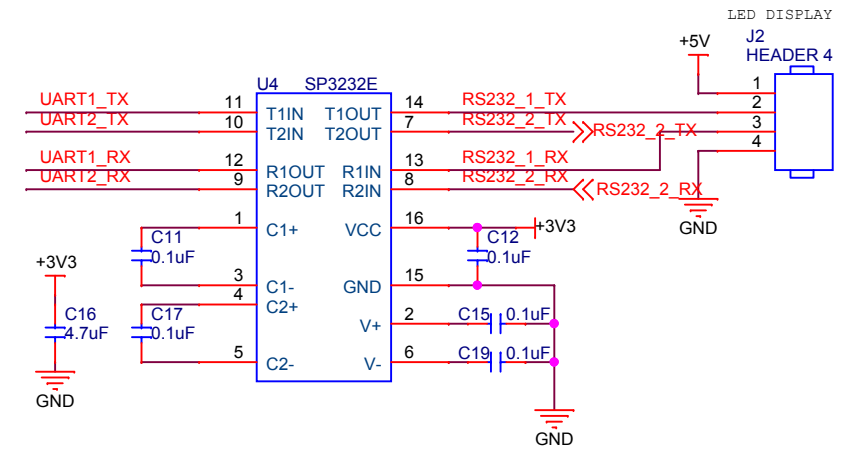 LED DISPLAY
J2
HEADER 4
+5V
1
2
3
4
GND
U4 SP3232E
UART1_TX 11 T1IN T1OUT 14 RS232_1_TX
UART2_TX 10 T2IN T2OUT 7 RS232_2_TX RS232_2_TX
UART1_RX 12 R1OUT R1IN 13 RS232_1_RX
UART2_RX 9 R2OUT R2IN 8 RS232_2_RX RS232_2_RX
1 C1+ VCC 16 +3V3
C11
0.1uF
C12
0.1uF
3 C1- GND 15
4 C2+
V+ 2 C15 0.1uF
C17
0.1uF
5 C2- V- 6 C19 0.1uF
+3V3
C16
4.7uF
GND
GND